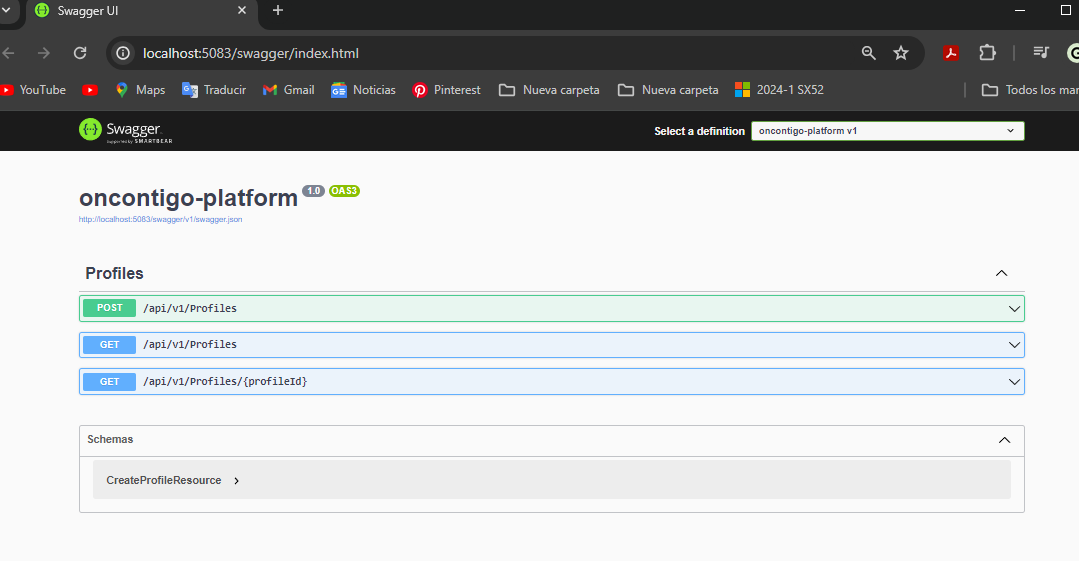 Swagger UI
localhost:5083/swagger/index.html
YouTube Maps Traducir Gmail Noticias Pinterest Nueva carpeta Nueva carpeta 2024-1 SX52 Todos los mar
Swagger
Supported by SMARTBEAR
Select a definition oncontigo-platform v1
oncontigo-platform 1.0 OAS3
http://localhost:5083/swagger/v1/swagger.json
Profiles
POST /api/v1/Profiles
GET /api/v1/Profiles
GET /api/v1/Profiles/{profileId}
Schemas
CreateProfileResource